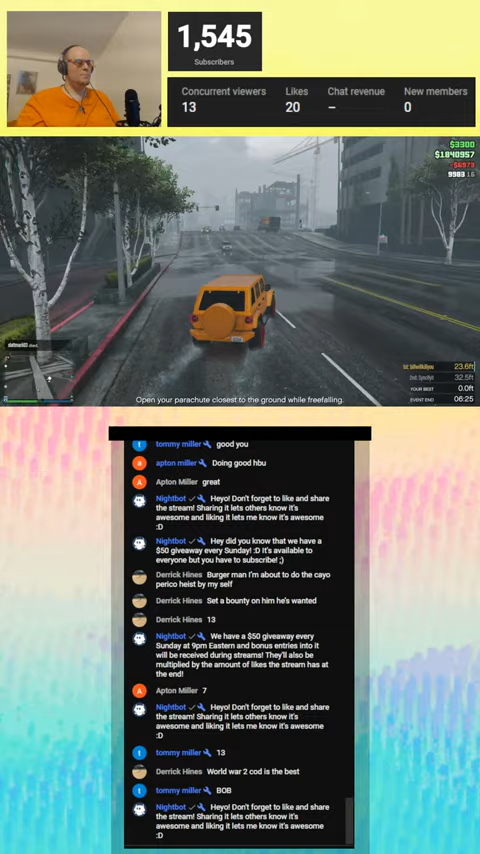 1,545
Subscribers
Concurrent viewers
13
Likes
20
Chat revenue
–
New members
0
$3300
$1840957
-$6973
9983 16
died.
23.6ft
32.5ft
YOUR BEST 0.0ft
EVENT END 06:25
Open your parachute closest to the ground while freefalling.
tommy miller good you
apton miller Doing good hbu
Apton Miller great
Nightbot Heyo! Don't forget to like and share
the stream! Sharing it lets others know it's
awesome and liking it lets me know it's awesome
:D
Nightbot Hey did you know that we have a
$50 giveaway every Sunday! :D It's available to
everyone but you have to subscribe! ;)
Derrick Hines Burger man I'm about to do the cayo
perico heist by my self
Derrick Hines Set a bounty on him he's wanted
Derrick Hines 13
Nightbot We have a $50 giveaway every
Sunday at 9pm Eastern and bonus entries into it
will be received during streams! They'll also be
multiplied by the amount of likes the stream has at
the end!
Apton Miller 7
Nightbot Heyo! Don't forget to like and share
the stream! Sharing it lets others know it's
awesome and liking it lets me know it's awesome
:D
tommy miller 13
Derrick Hines World war 2 cod is the best
tommy miller BOB
Nightbot Heyo! Don't forget to like and share
the stream! Sharing it lets others know it's
awesome and liking it lets me know it's awesome
:D